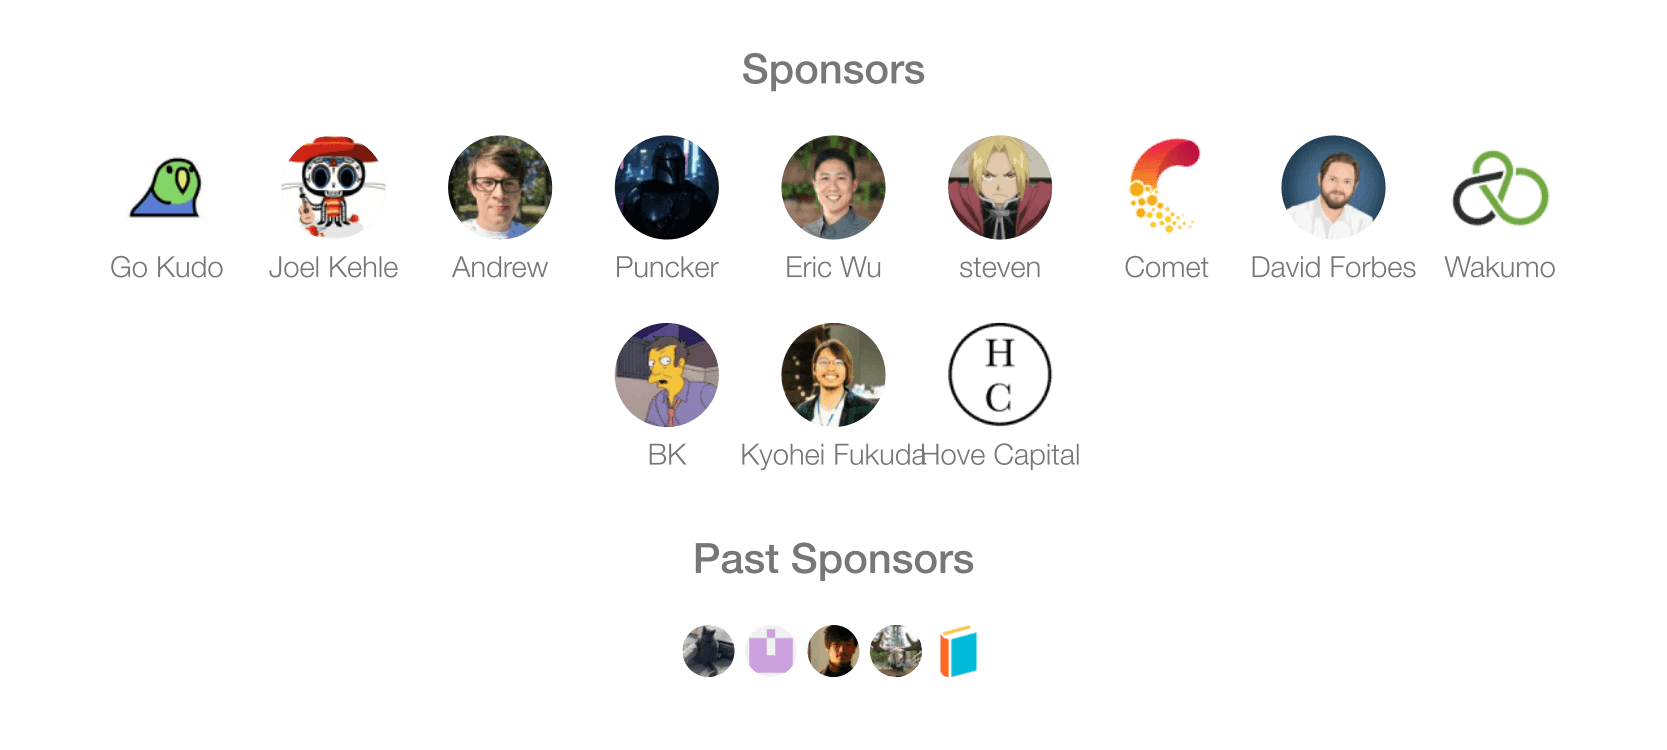 Sponsors
Go Kudo Joel Kehle Andrew Puncker Eric Wu steven Comet David Forbes Wakumo
H
C
BK Kyohei Fukuda Hove Capital
Past Sponsors